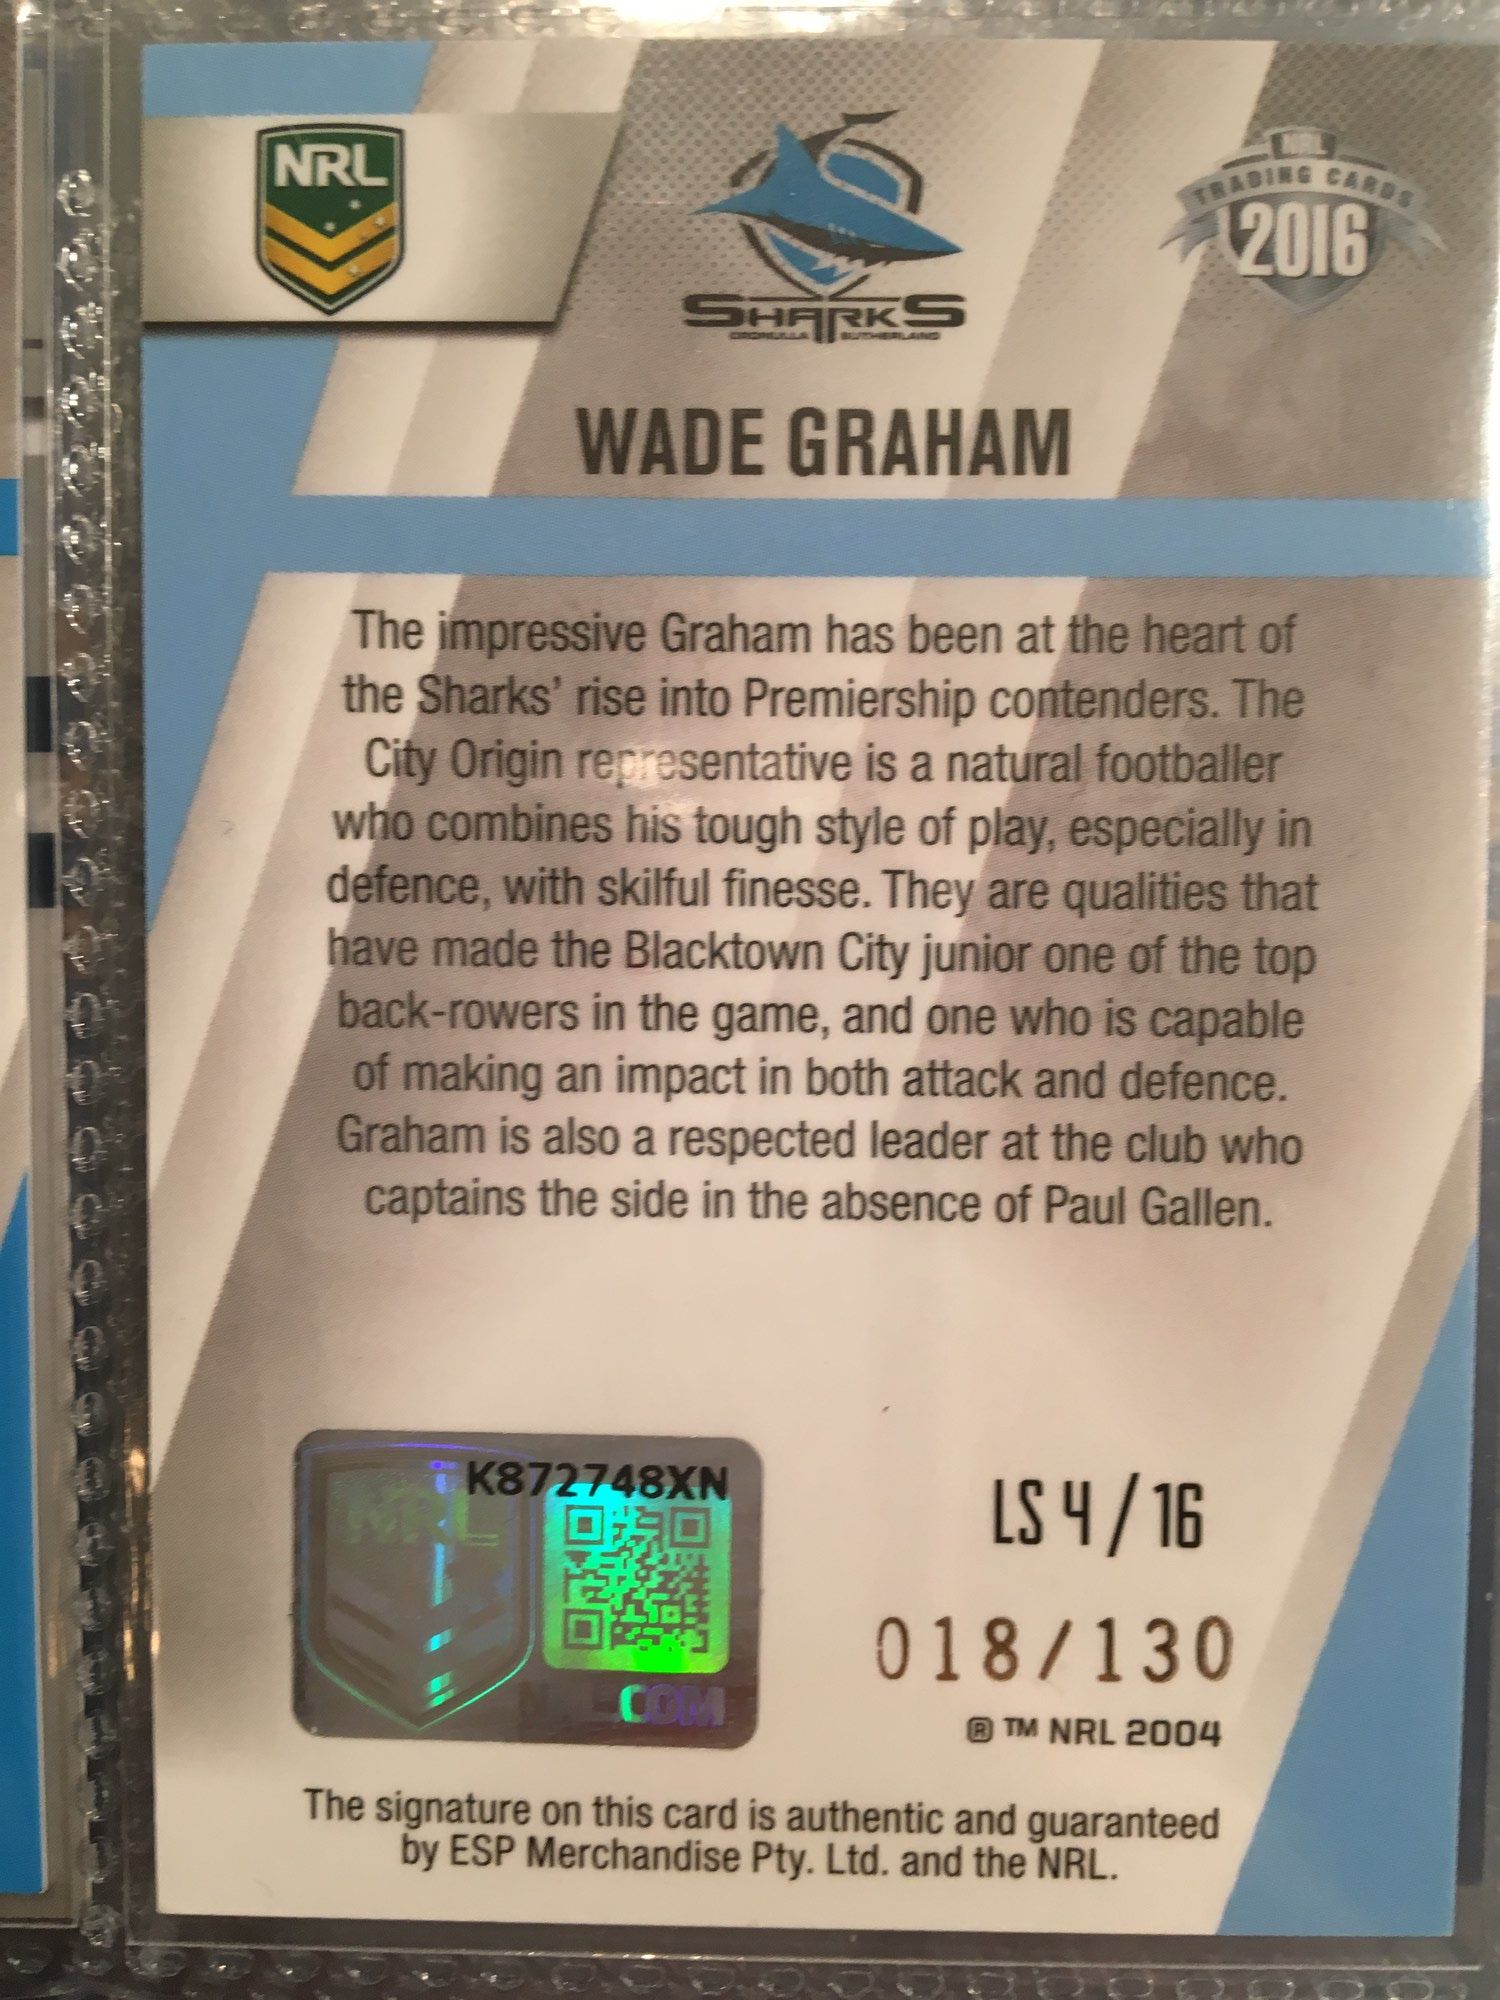 NRL
NRL
TRADING CARDS
2016
SHARKS
CRONULLA SUTHERLAND
WADE GRAHAM
The impressive Graham has been at the heart of
the Sharks' rise into Premiership contenders. The
City Origin representative is a natural footballer
who combines his tough style of play, especially in
defence, with skilful finesse. They are qualities that
have made the Blacktown City junior one of the top
back-rowers in the game, and one who is capable
of making an impact in both attack and defence.
Graham is also a respected leader at the club who
captains the side in the absence of Paul Gallen.
K872748XN
NRL
NRL.COM
LS 4/16
018/130
® ™ NRL 2004
The signature on this card is authentic and guaranteed
by ESP Merchandise Pty. Ltd. and the NRL.